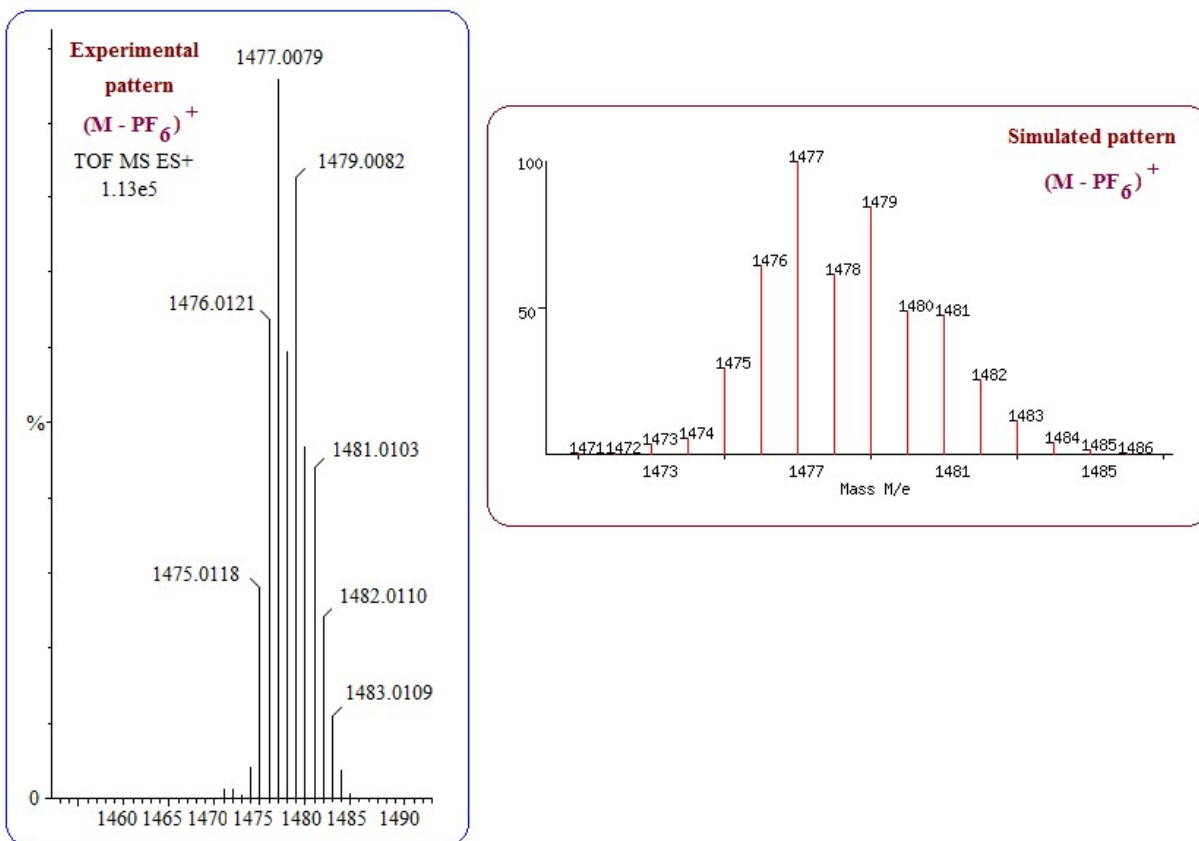 Experimental
pattern
(M - PF6)+
TOF MS ES+
1.13e5
1477.0079
1479.0082
1476.0121
1481.0103
1475.0118
1482.0110
1483.0109
%
0
1460 1465 1470 1475 1480 1485 1490
Simulated pattern
(M - PF6)+
100
50
1471 1472 1473 1474 1475 1476 1477 1478 1479 1480 1481 1482 1483 1484 1485 1486
1473 1477 1481 1485
Mass M/e